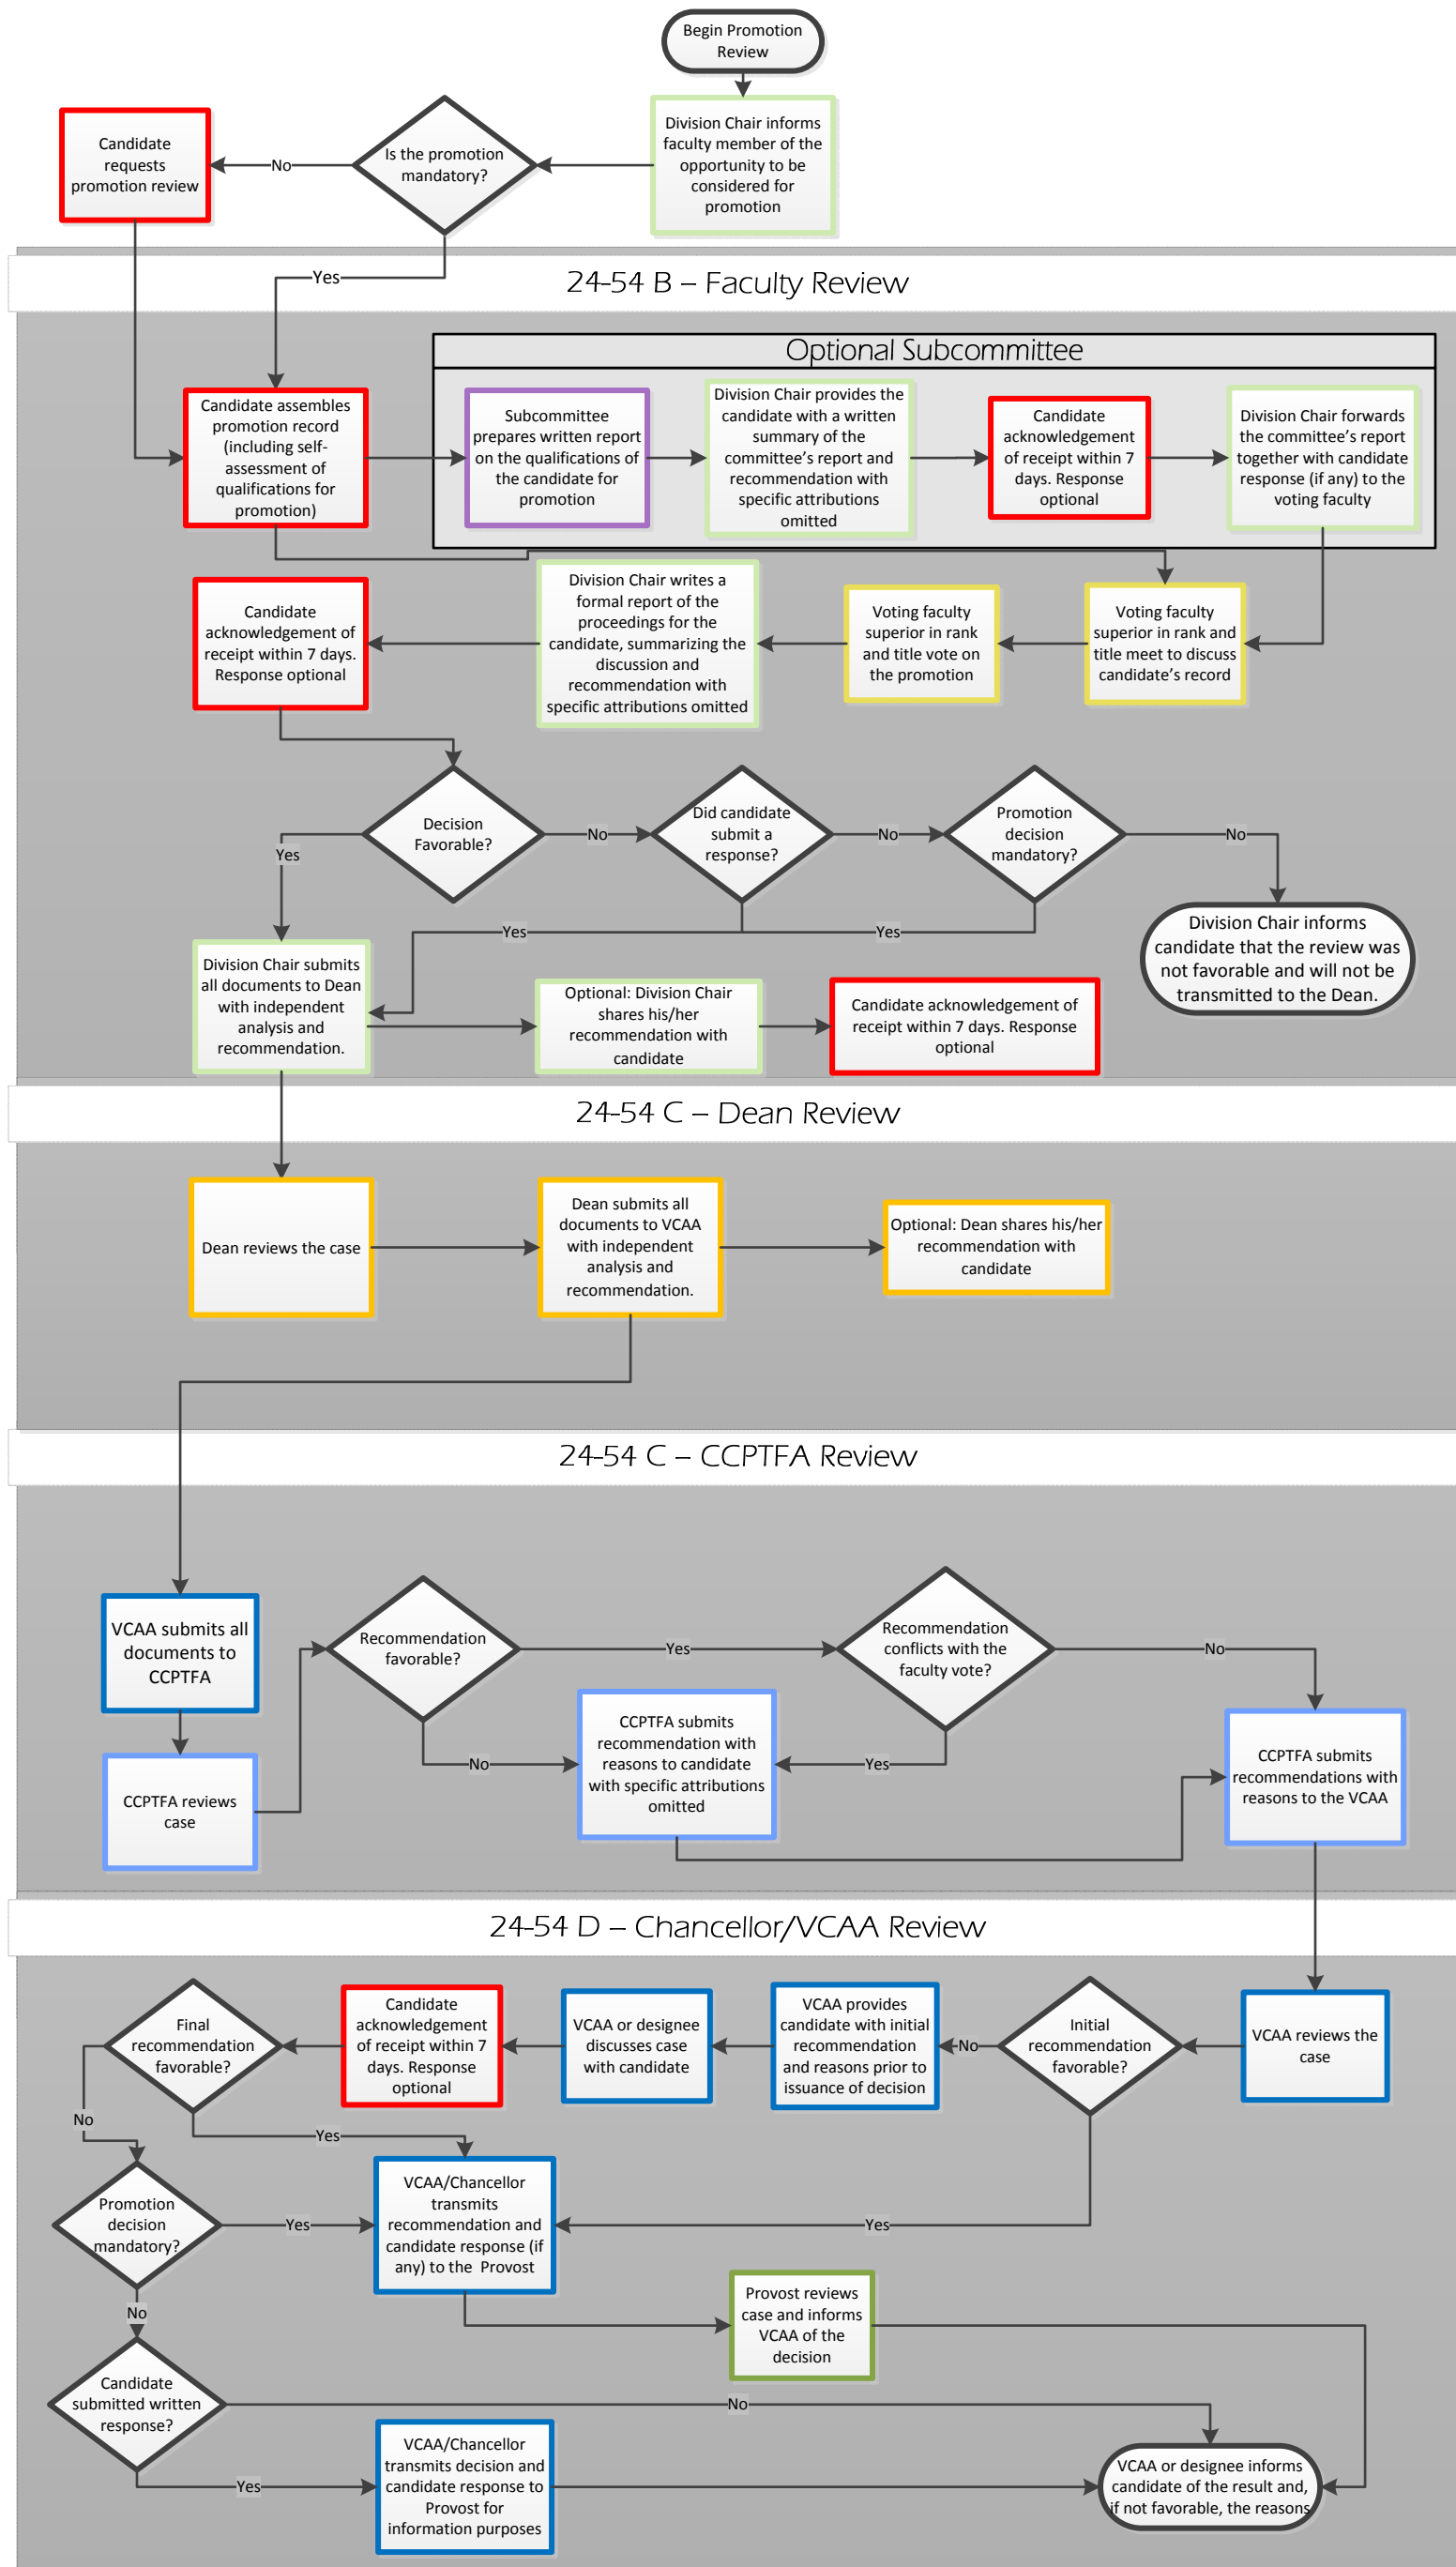 Begin Promotion
Review
Division Chair informs
faculty member of the
opportunity to be
considered for
promotion
Is the promotion
mandatory?
No
Candidate
requests
promotion review
Yes
24-54 B – Faculty Review
Optional Subcommittee
Candidate assembles
promotion record
(including self-
assessment of
qualifications for
promotion)
Subcommittee
prepares written report
on the qualifications of
the candidate for
promotion
Division Chair provides the
candidate with a written
summary of the
committee's report and
recommendation with
specific attributions
omitted
Candidate
acknowledgement
of receipt within 7
days. Response
optional
Division Chair forwards
the committee's report
together with candidate
response (if any) to the
voting faculty
Candidate
acknowledgement of
receipt within 7 days.
Response optional
Division Chair writes a
formal report of the
proceedings for the
candidate, summarizing the
discussion and
recommendation with
specific attributions omitted
Voting faculty
superior in rank
and title vote on
the promotion
Voting faculty
superior in rank and
title meet to discuss
candidate's record
Decision
Favorable?
No
Did candidate
submit a
response?
No
Promotion
decision
mandatory?
No
Yes
Yes
Yes
Division Chair informs
candidate that the review was
not favorable and will not be
transmitted to the Dean.
Division Chair submits
all documents to Dean
with independent
analysis and
recommendation.
Optional: Division Chair
shares his/her
recommendation with
candidate
Candidate acknowledgement of
receipt within 7 days. Response
optional
24-54 C – Dean Review
Dean reviews the case
Dean submits all
documents to VCAA
with independent
analysis and
recommendation.
Optional: Dean shares his/her
recommendation with
candidate
24-54 C – CCPTFA Review
VCAA submits all
documents to
CCPTFA
Recommendation
favorable?
Yes
Recommendation
conflicts with the
faculty vote?
No
CCPTFA reviews
case
No
CCPTFA submits
recommendation with
reasons to candidate
with specific attributions
omitted
Yes
CCPTFA submits
recommendations with
reasons to the VCAA
24-54 D – Chancellor/VCAA Review
Final
recommendation
favorable?
Candidate
acknowledgement
of receipt within 7
days. Response
optional
VCAA or designee
discusses case
with candidate
VCAA provides
candidate with initial
recommendation
and reasons prior to
issuance of decision
No
Initial
recommendation
favorable?
VCAA reviews the
case
No
Yes
Promotion
decision
mandatory?
Yes
VCAA/Chancellor
transmits
recommendation and
candidate response (if
any) to the Provost
Yes
No
Provost reviews
case and informs
VCAA of the
decision
Candidate
submitted written
response?
No
Yes
VCAA/Chancellor
transmits decision and
candidate response to
Provost for
information purposes
VCAA or designee informs
candidate of the result and,
if not favorable, the reasons